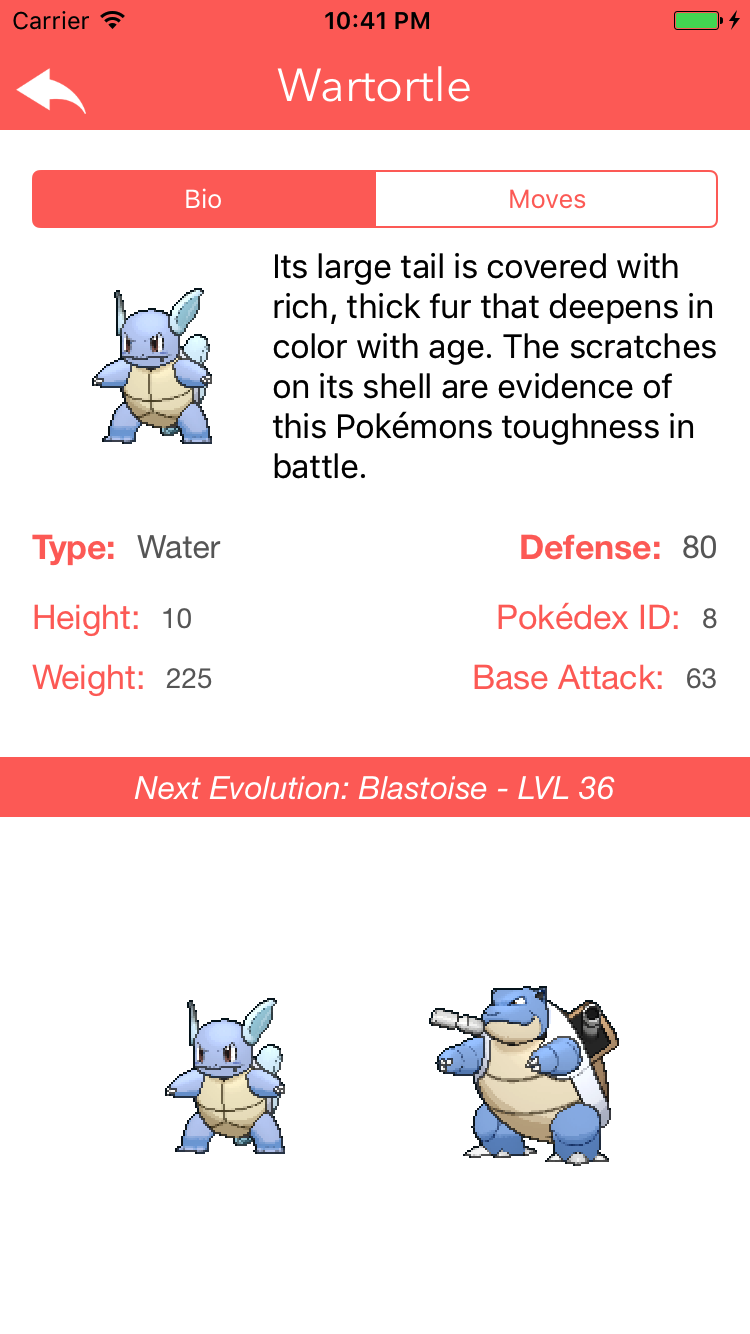 Carrier 10:41 PM
Wartortle
Bio Moves
Its large tail is covered with
rich, thick fur that deepens in
color with age. The scratches
on its shell are evidence of
this Pokémons toughness in
battle.
Type: Water Defense: 80
Height: 10 Pokédex ID: 8
Weight: 225 Base Attack: 63
Next Evolution: Blastoise - LVL 36